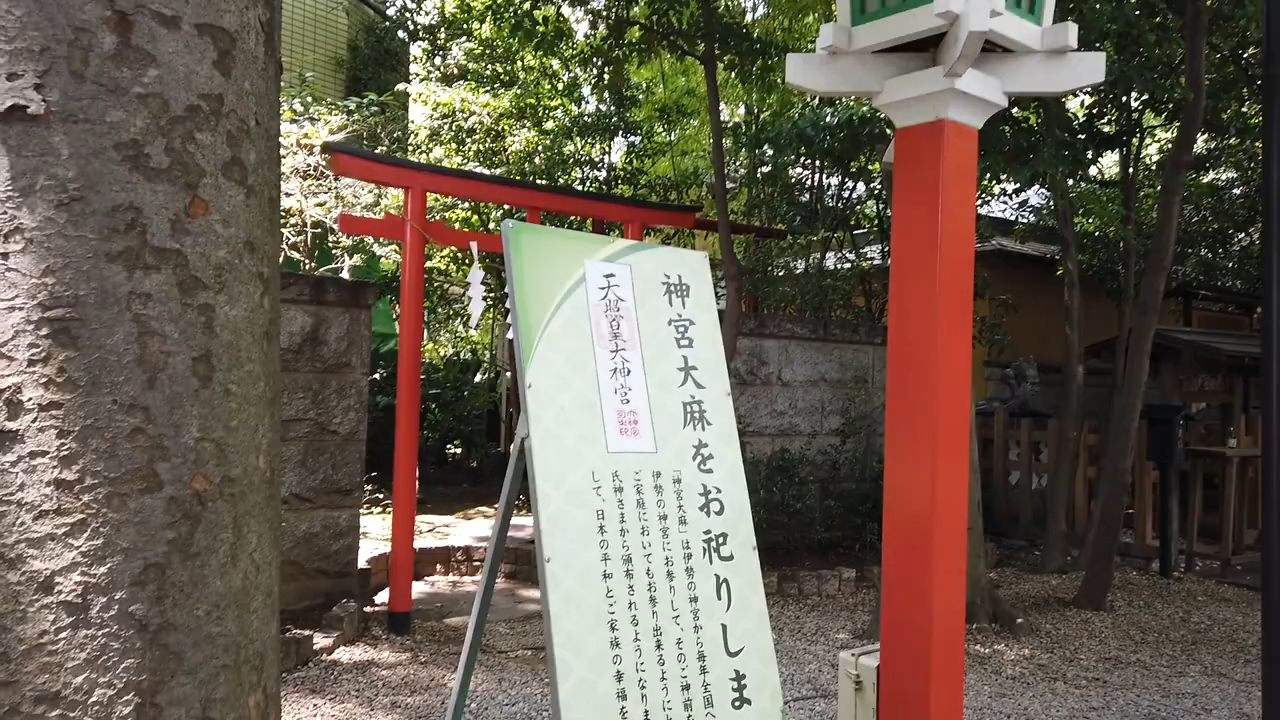 神宮大麻をお祀りしま
天照皇大神宮
「神宮大麻」は伊勢の神宮から毎年全国へ
伊勢の神宮にお参りして、そのご神前を
ご家庭においてもお参り出来るようにと
氏神さまから頒布されるようになりま
して、日本の平和とご家族の幸福を